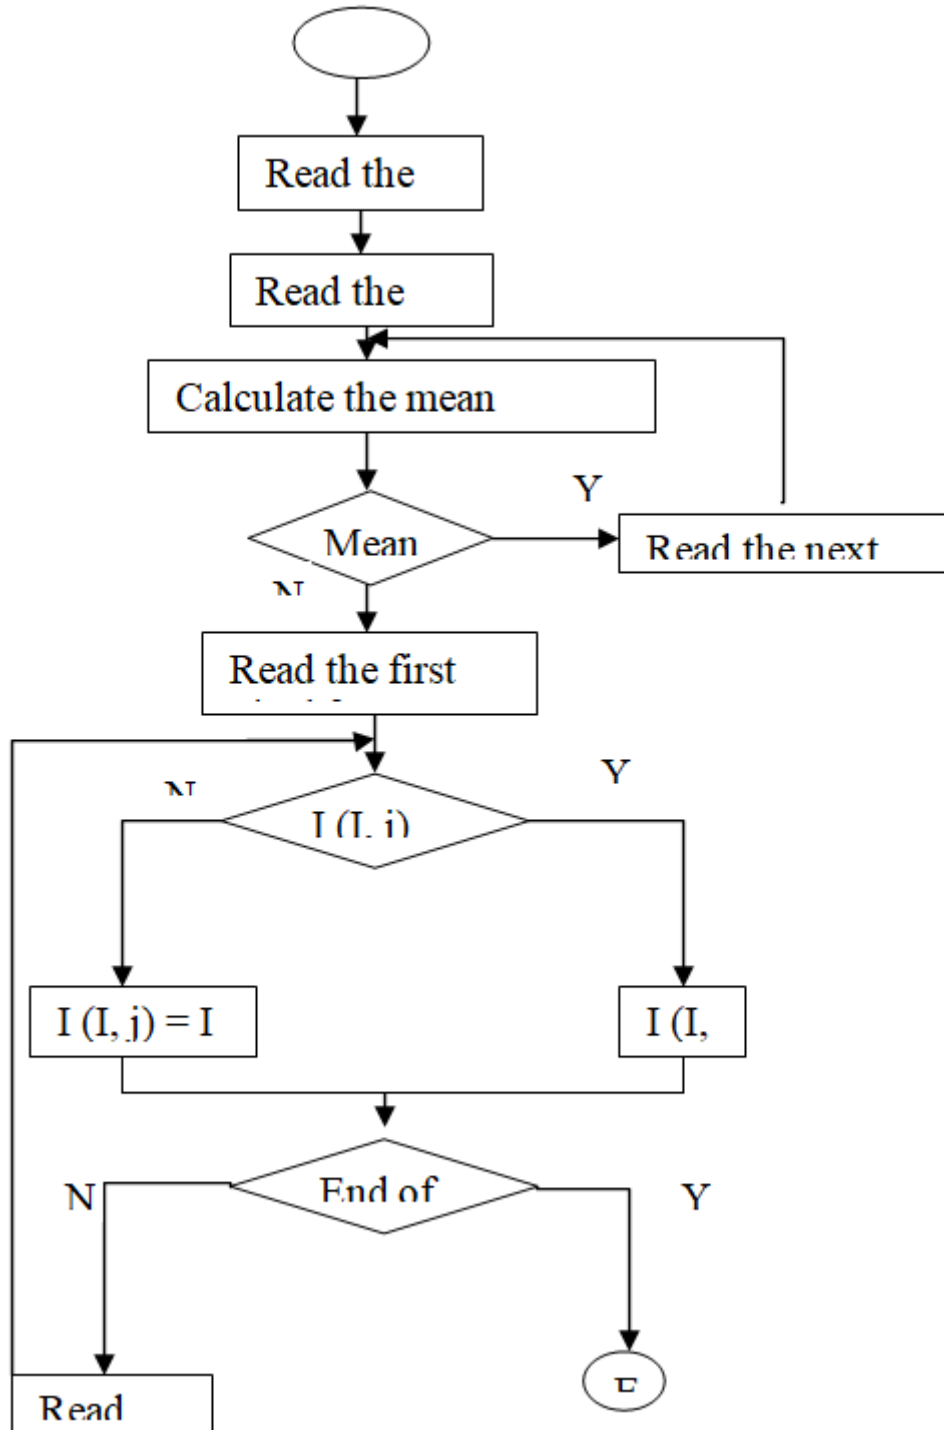 Read the
Read the
Calculate the mean
Y
Mean
Read the next
N
Read the first
N
Y
I (I, j)
I (I, j) = I
I (I,
N
End of
Y
Read